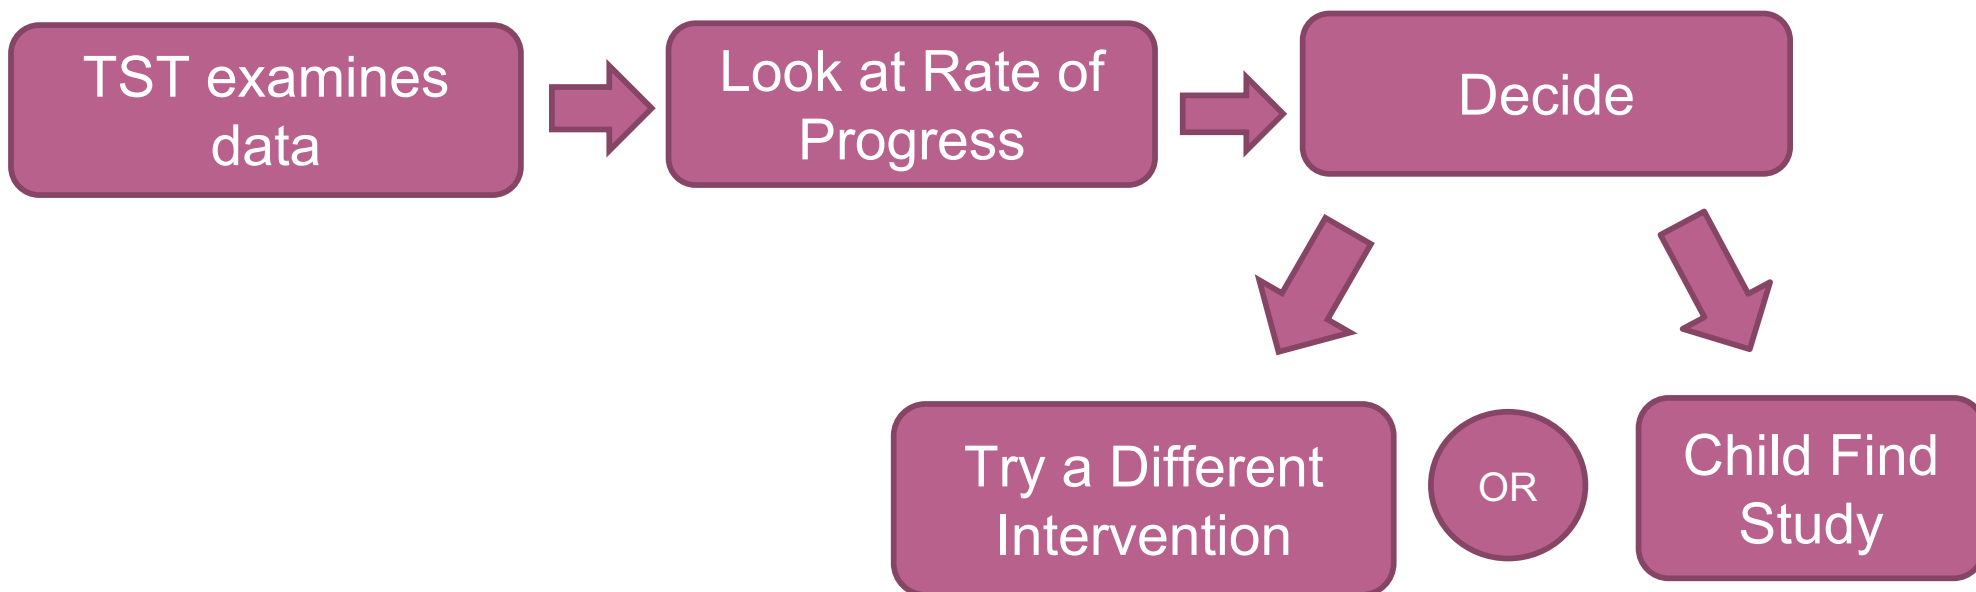 TST examines
data
Look at Rate of
Progress
Decide
Try a Different
Intervention
OR
Child Find
Study